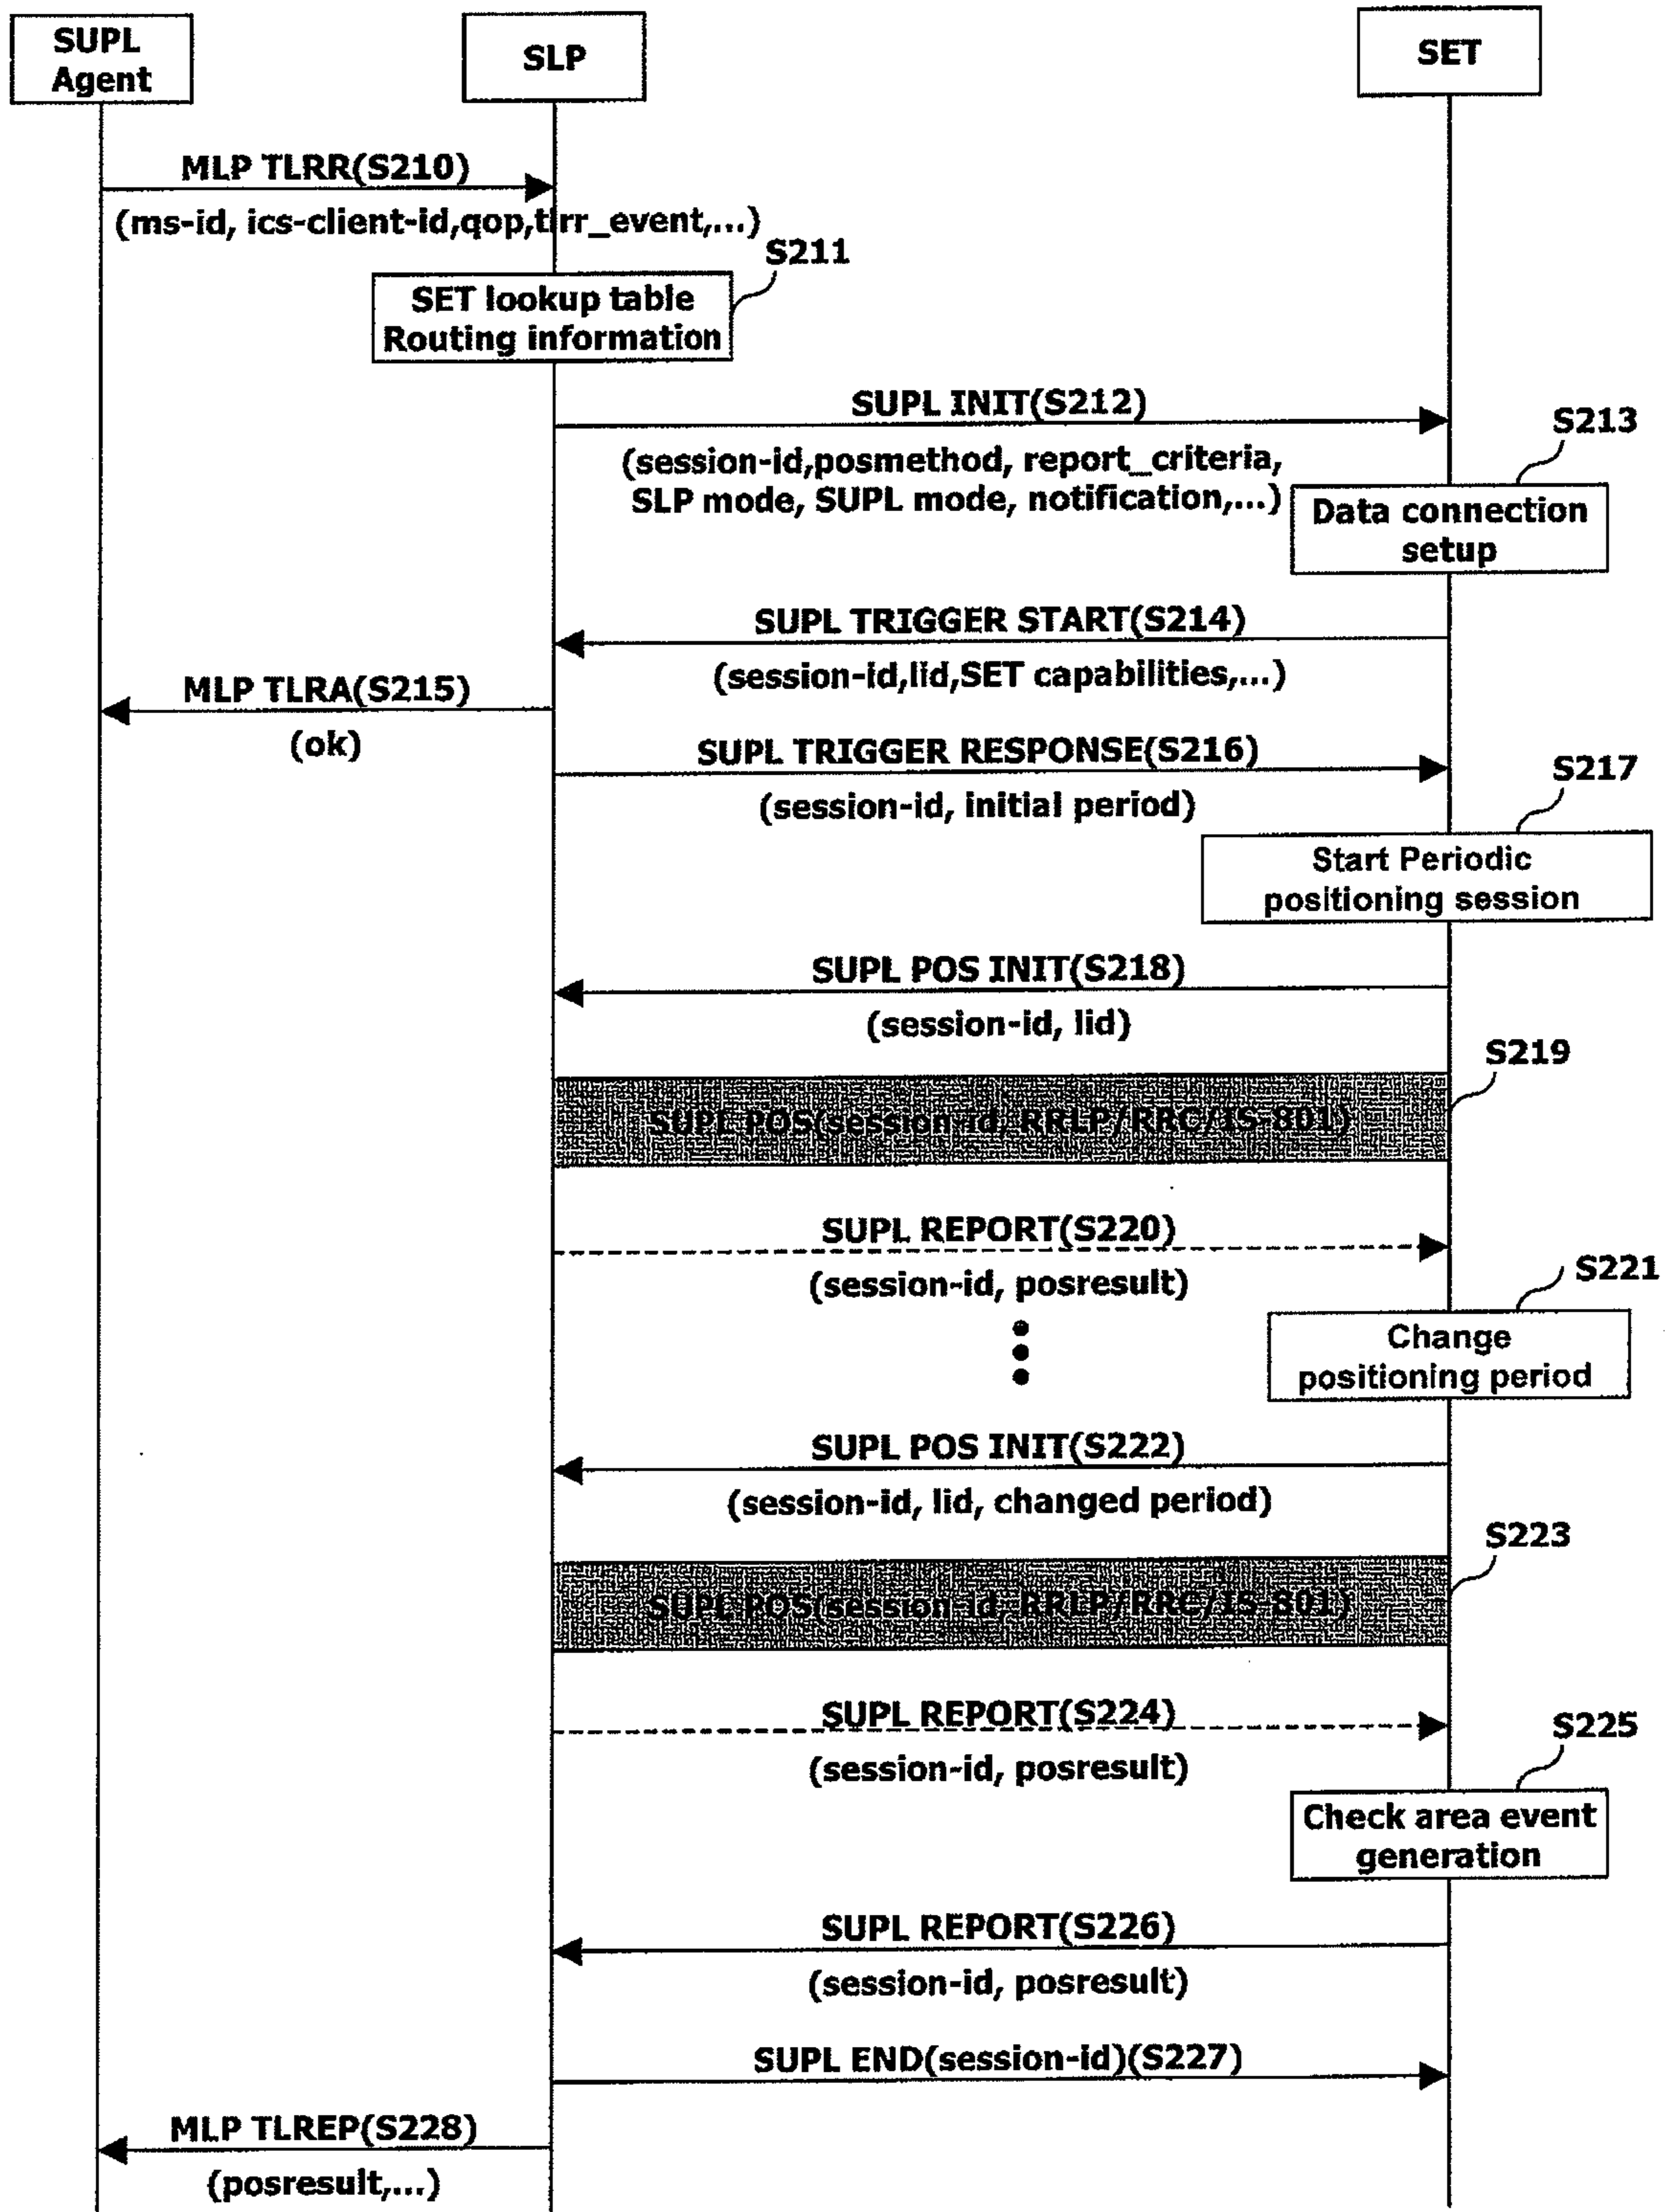 SUPL
Agent
SLP
SET
MLP TLRR(S210)
(ms-id, ics-client-id,qop,tlrr_event,...)
S211
SET lookup table
Routing information
SUPL INIT(S212)
(session-id,posmethod, report_criteria,
SLP mode, SUPL mode, notification,...)
S213
Data connection
setup
SUPL TRIGGER START(S214)
(session-id,lid,SET capabilities,...)
MLP TLRA(S215)
(ok)
SUPL TRIGGER RESPONSE(S216)
(session-id, initial period)
S217
Start Periodic
positioning session
SUPL POS INIT(S218)
(session-id, lid)
S219
SUPL POS(session-id, RRLP/RRC/IS-801)
SUPL REPORT(S220)
(session-id, posresult)
S221
Change
positioning period
SUPL POS INIT(S222)
(session-id, lid, changed period)
S223
SUPL POS(session-id, RRLP/RRC/IS-801)
SUPL REPORT(S224)
(session-id, posresult)
S225
Check area event
generation
SUPL REPORT(S226)
(session-id, posresult)
SUPL END(session-id)(S227)
MLP TLREP(S228)
(posresult,...)